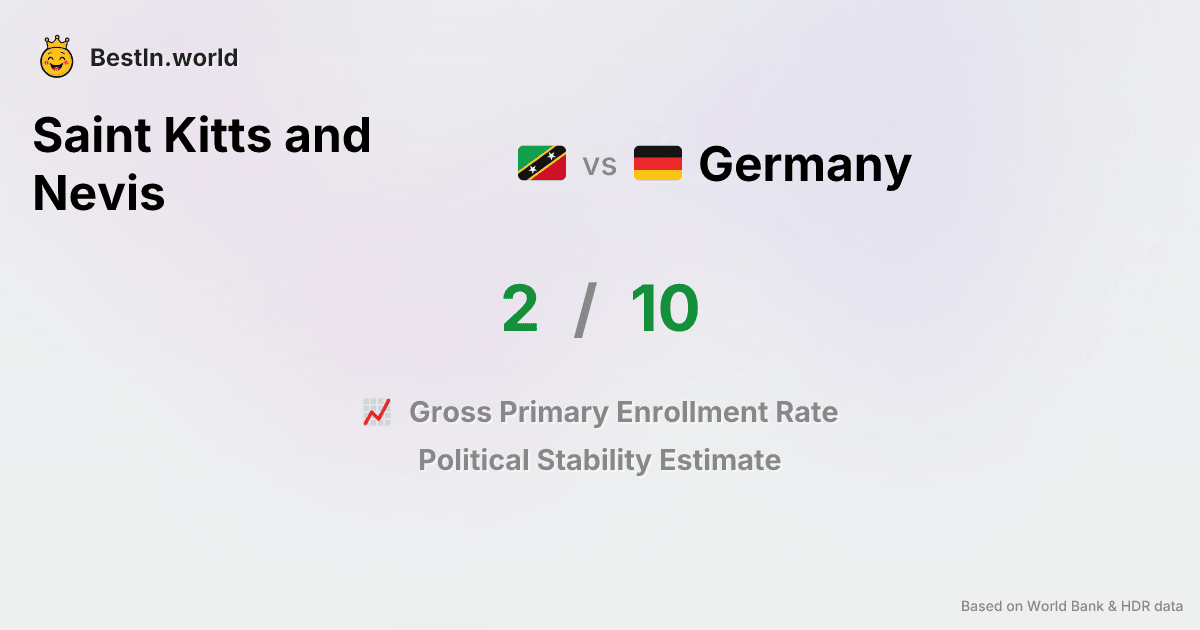 BestIn.world
Saint Kitts and
Nevis
vs
Germany
2 / 10
Gross Primary Enrollment Rate
Political Stability Estimate
Based on World Bank & HDR data